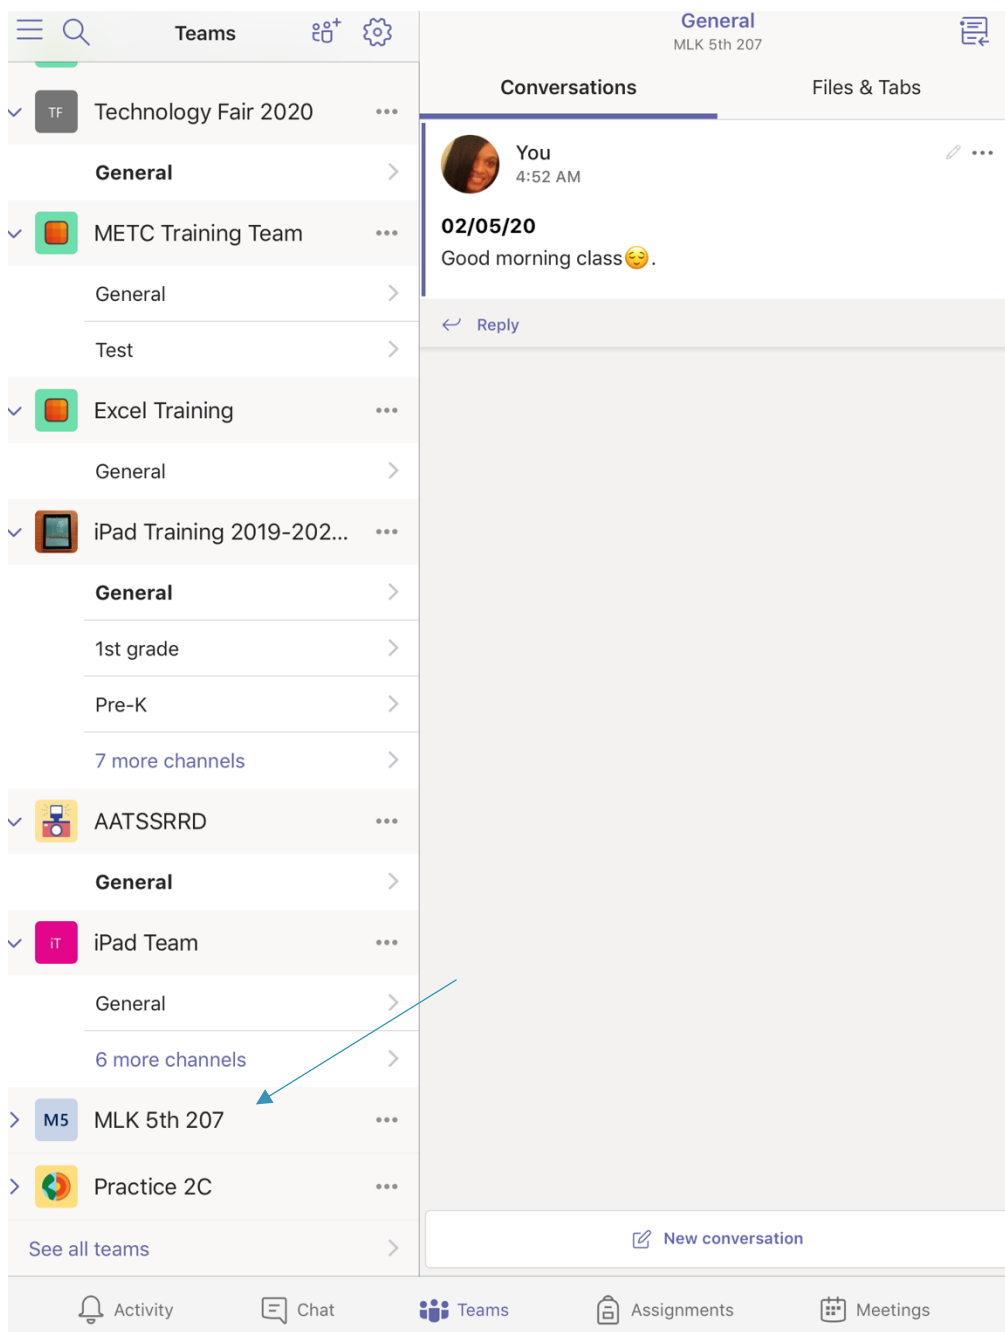 Teams
TF
Technology Fair 2020
General
METC Training Team
General
Test
Excel Training
General
iPad Training 2019-202...
General
1st grade
Pre-K
7 more channels
AATSSRRD
General
iT
iPad Team
General
6 more channels
M5
MLK 5th 207
Practice 2C
See all teams
General
MLK 5th 207
Conversations
Files & Tabs
You
4:52 AM
02/05/20
Good morning class😌.
Reply
New conversation
Activity
Chat
Teams
Assignments
Meetings